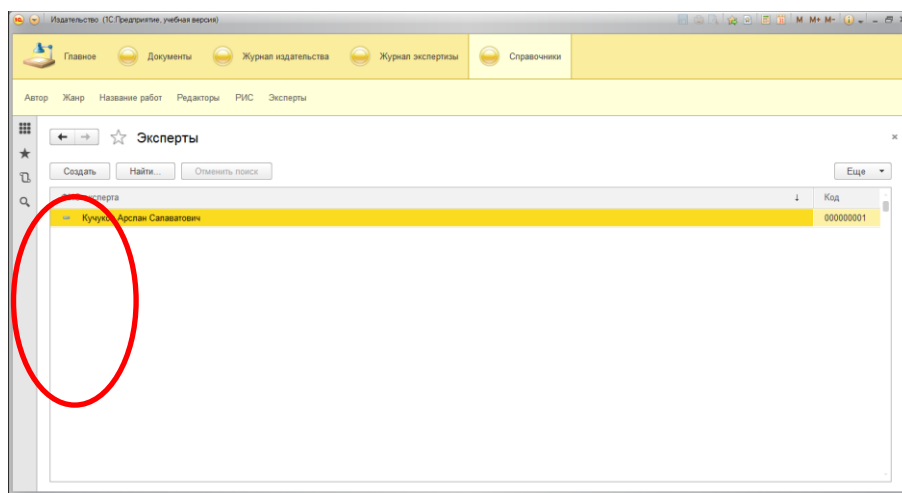 Издательство (1С:Предприятие, учебная версия)
M M+ M-
Главное Документы Журнал издательства Журнал экспертизы Справочники
Автор Жанр Название работ Редакторы РИС Эксперты
Эксперты
Создать Найти... Отменить поиск Еще
Код
Арслан Салаватович 000000001